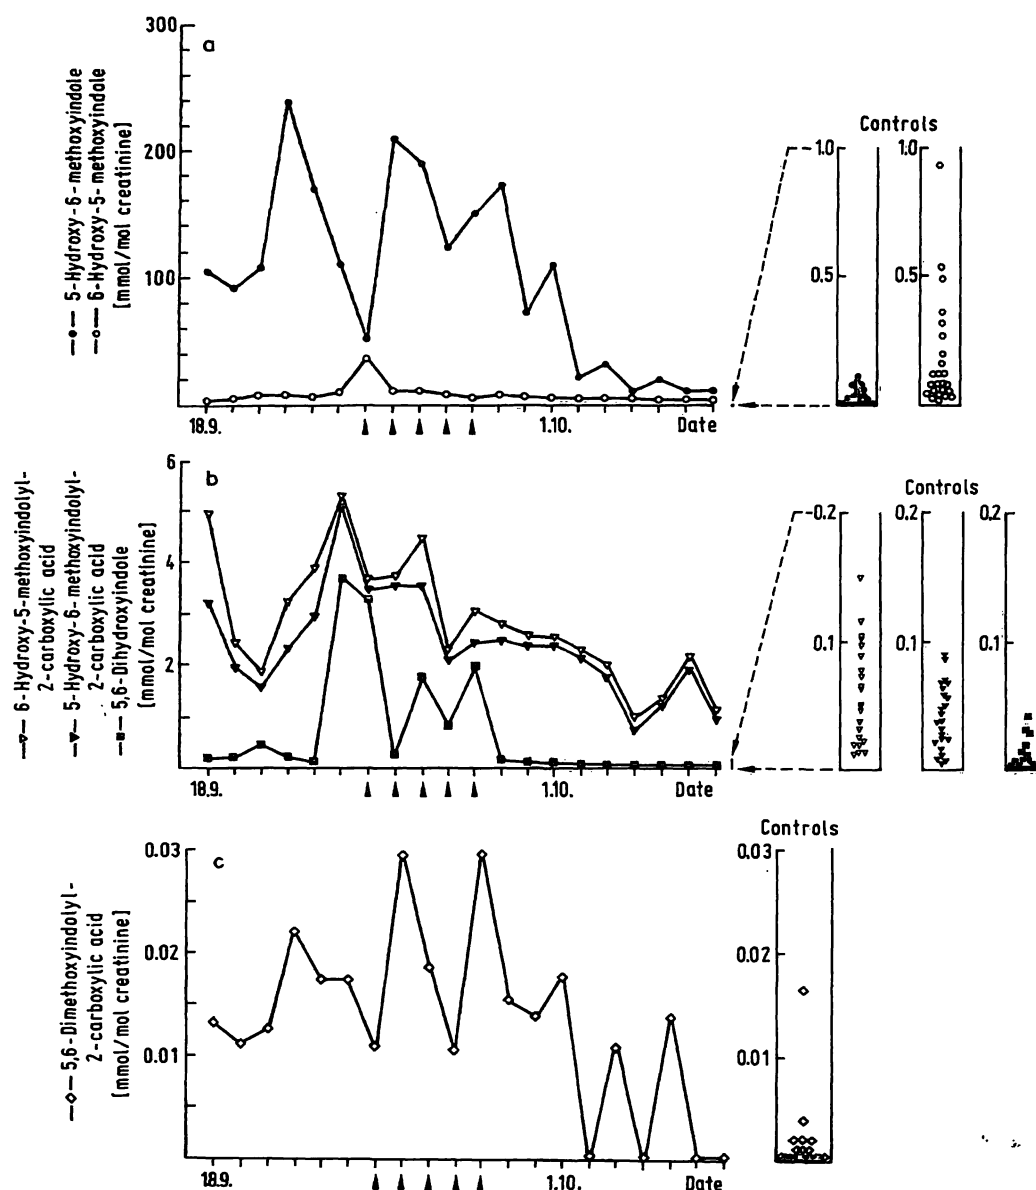 300
a
200
100
—●— 5-Hydroxy-6-methoxyindole
—○— 6-Hydroxy-5-methoxyindole
[mmol/mol creatinine]
18.9.
1.10.
Date
Controls
1.0
0.5
1.0
0.5
6
b
4
2
—▽— 6-Hydroxy-5-methoxyindolyl-
2-carboxylic acid
—▼— 5-Hydroxy-6-methoxyindolyl-
2-carboxylic acid
—■— 5,6-Dihydroxyindole
[mmol/mol creatinine]
18.9.
1.10.
Date
Controls
0.2
0.1
0.2
0.1
0.2
0.1
0.03
c
0.02
0.01
—◇— 5,6-Dimethoxyindolyl-
2-carboxylic acid
[mmol/mol creatinine]
18.9.
1.10.
Date
Controls
0.03
0.02
0.01